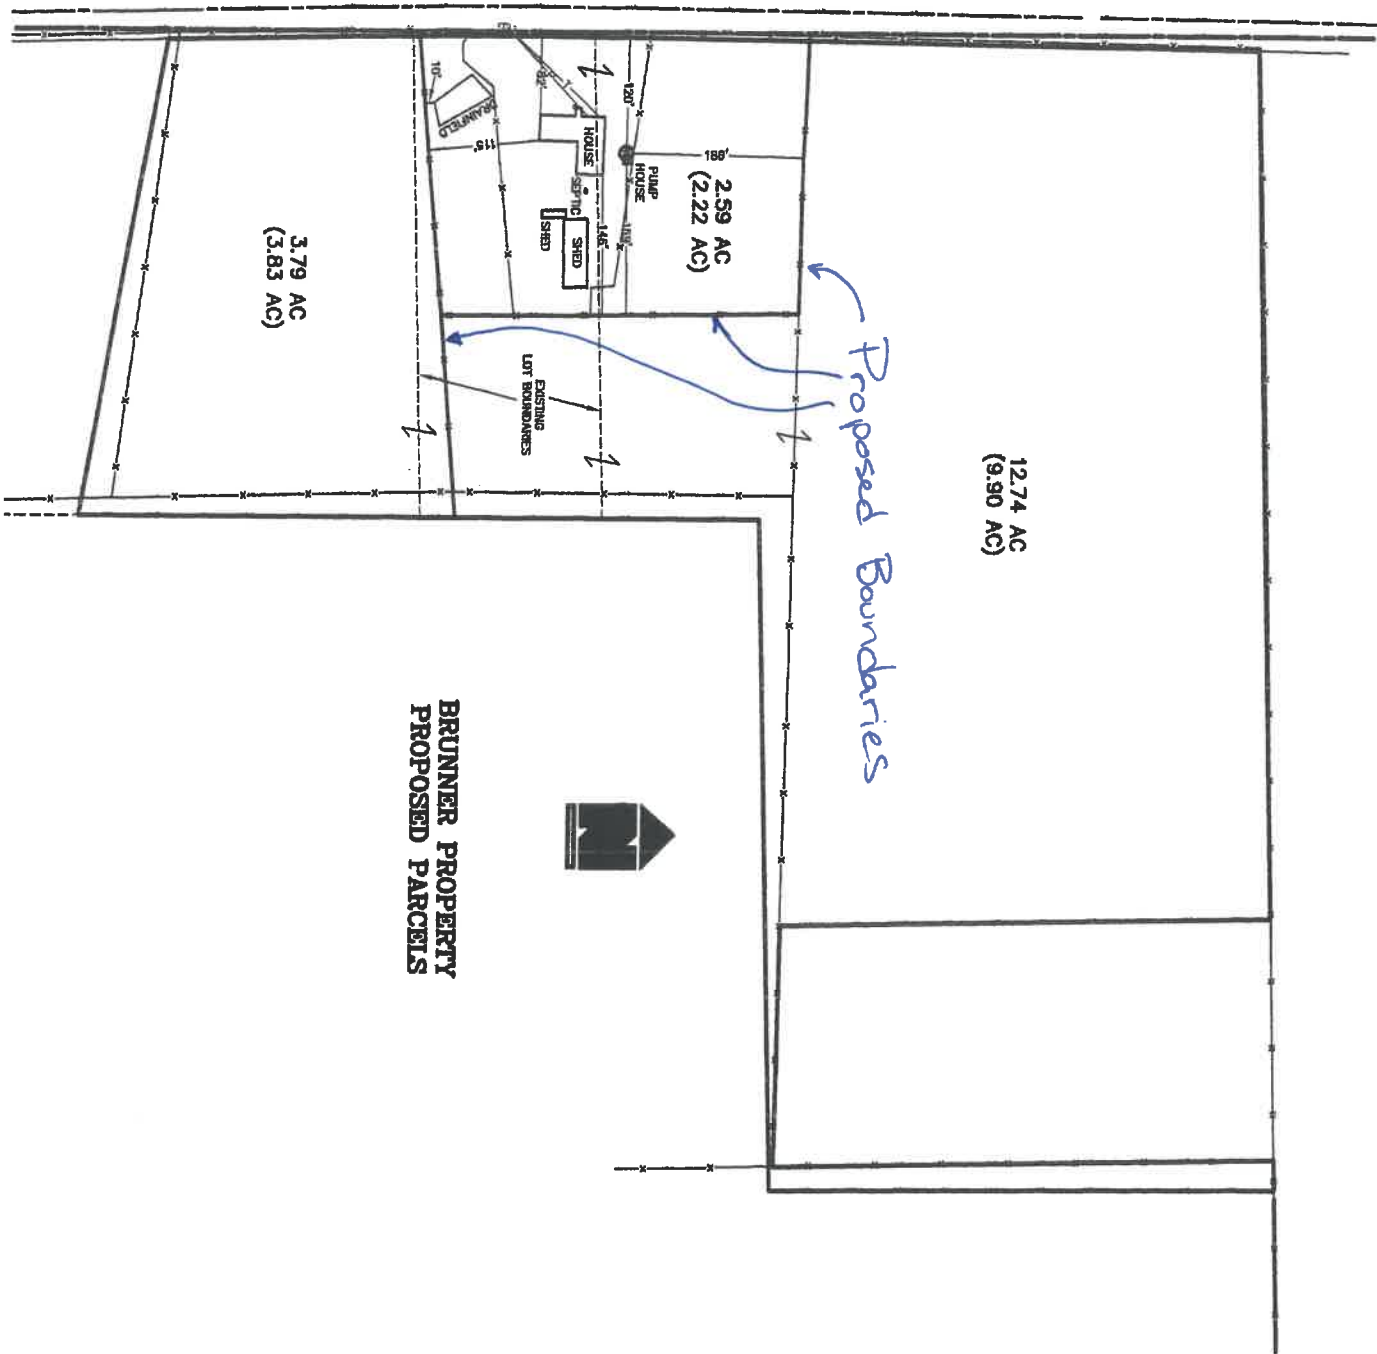 12.74 AC
(9.90 AC)
Proposed Boundaries
2.59 AC
(2.22 AC)
188'
PUMP
HOUSE
120'
HOUSE
146'
SEPTIC
SHED
SHED
82'
115'
DRAINFIELD
10'
EXISTING
LOT BOUNDARIES
3.79 AC
(3.83 AC)
BRUNNER PROPERTY
PROPOSED PARCELS